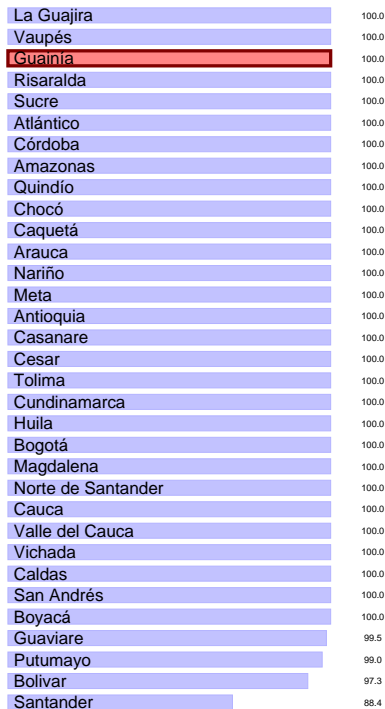 La Guajira 100.0
Vaupés 100.0
Guainía 100.0
Risaralda 100.0
Sucre 100.0
Atlántico 100.0
Córdoba 100.0
Amazonas 100.0
Quindío 100.0
Chocó 100.0
Caquetá 100.0
Arauca 100.0
Nariño 100.0
Meta 100.0
Antioquia 100.0
Casanare 100.0
Cesar 100.0
Tolima 100.0
Cundinamarca 100.0
Huila 100.0
Bogotá 100.0
Magdalena 100.0
Norte de Santander 100.0
Cauca 100.0
Valle del Cauca 100.0
Vichada 100.0
Caldas 100.0
San Andrés 100.0
Boyacá 100.0
Guaviare 99.5
Putumayo 99.0
Bolivar 97.3
Santander 88.4